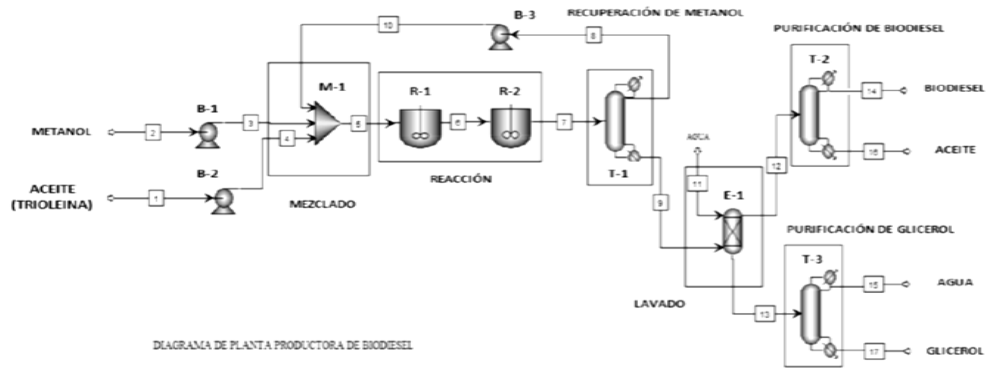 RECUPERACIÓN DE METANOL
B-3
10
8
PURIFICACIÓN DE BIODIESEL
T-2
14
BIODIESEL
16
ACEITE
M-1
R-1
R-2
B-1
METANOL
2
3
4
5
6
7
B-2
ACEITE
(TRIOLEINA)
1
MEZCLADO
REACCIÓN
T-1
9
AGUA
11
12
E-1
LAVADO
PURIFICACIÓN DE GLICEROL
T-3
13
15
AGUA
17
GLICEROL
DIAGRAMA DE PLANTA PRODUCTORA DE BIODIESEL